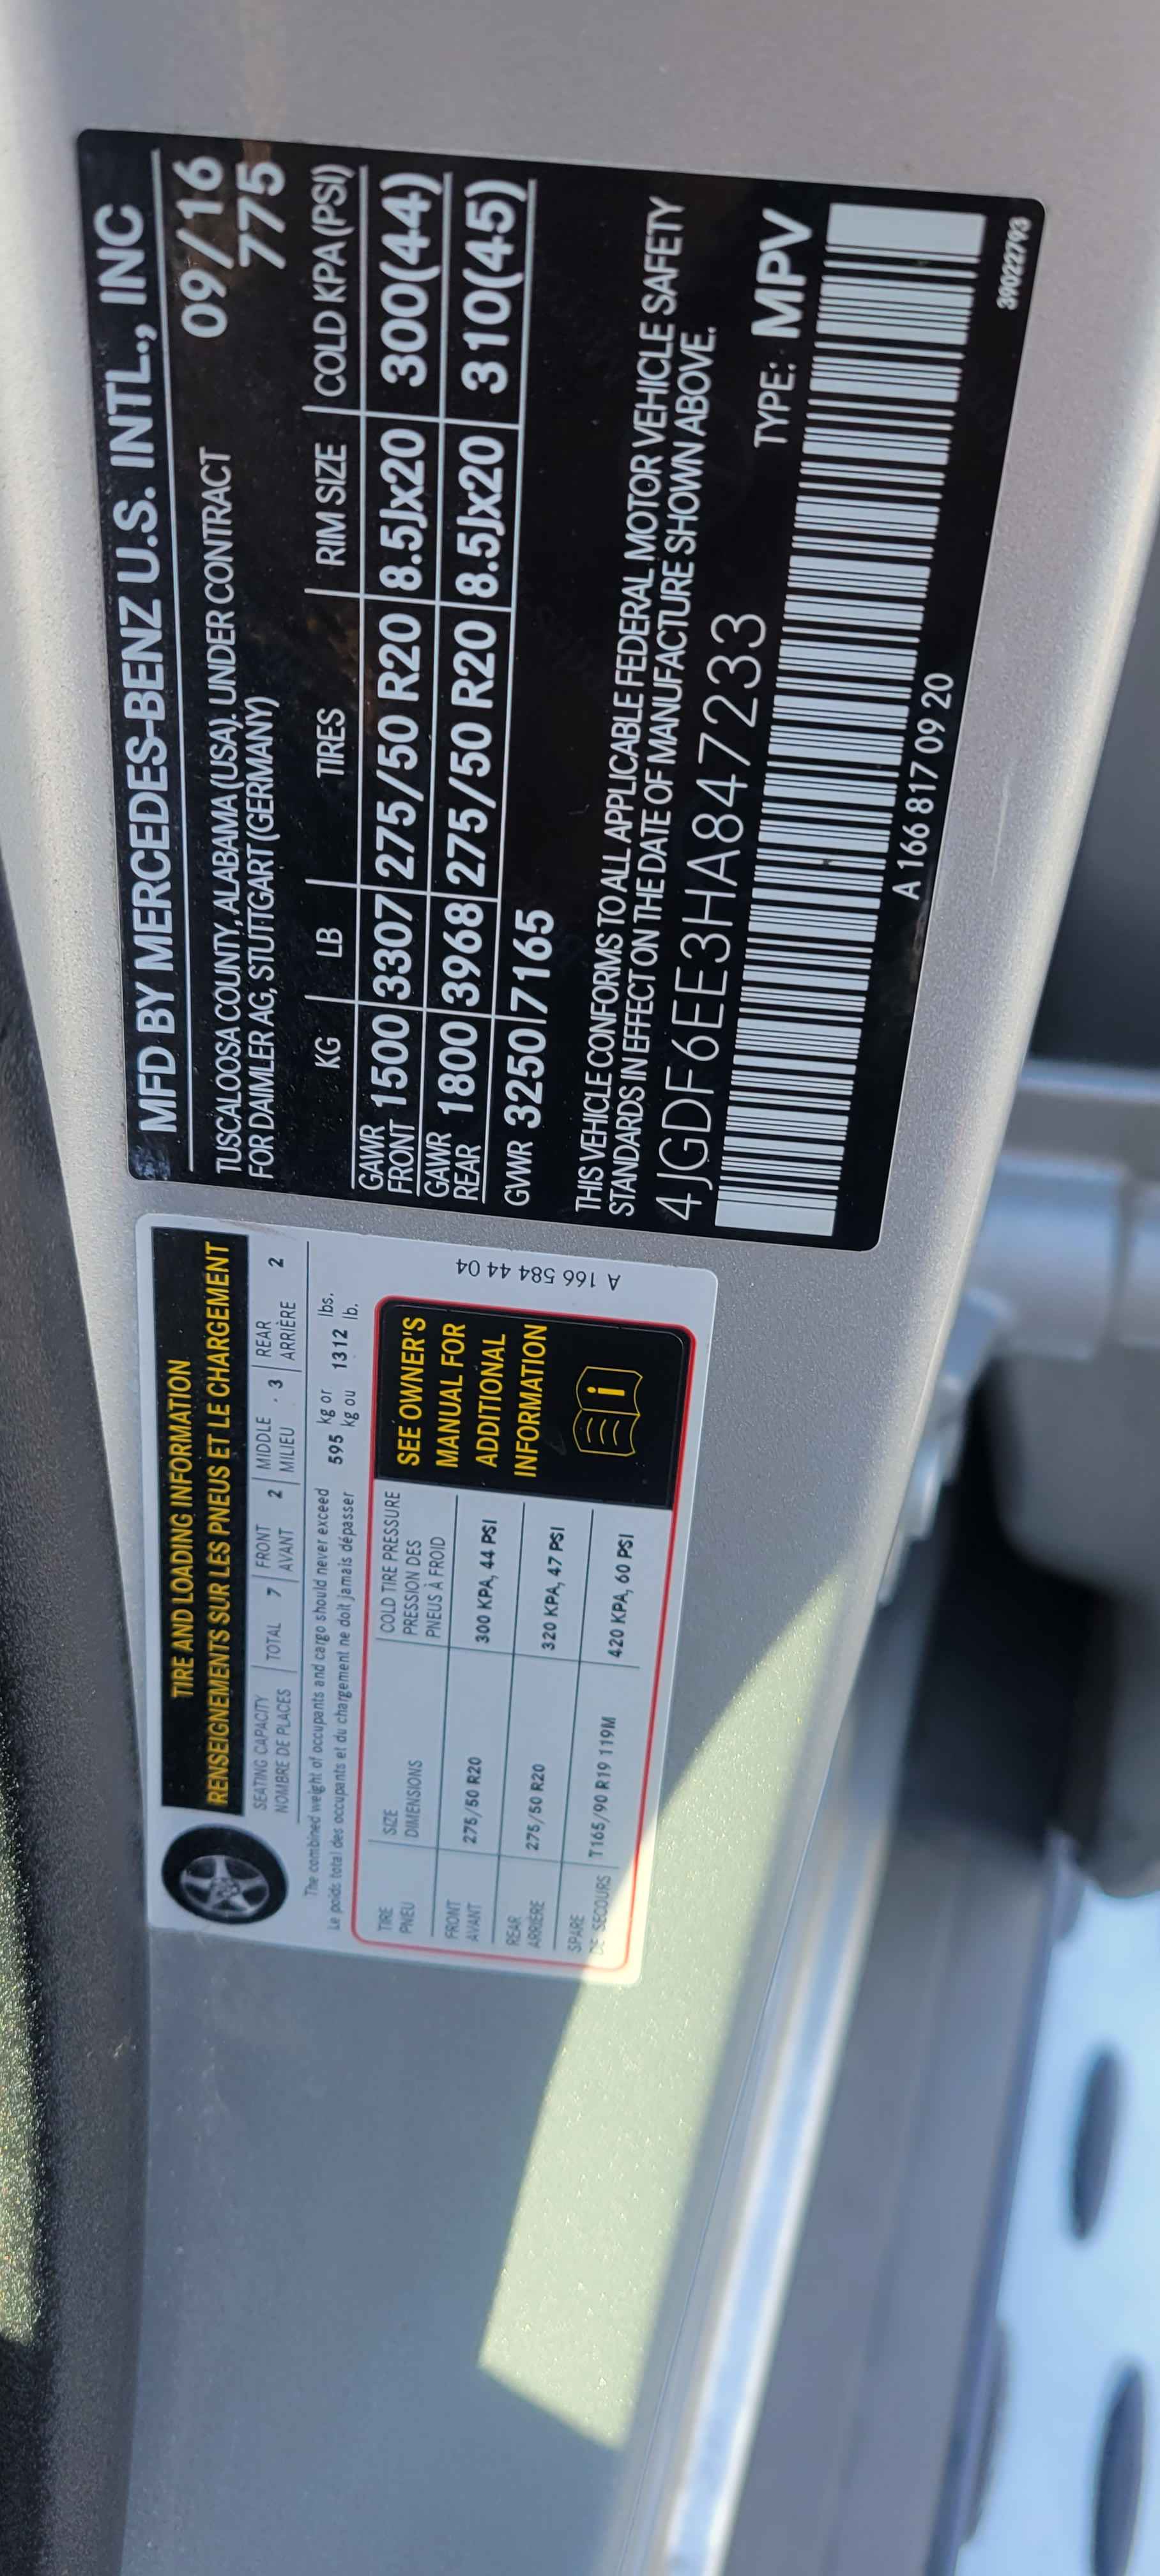 MFD BY MERCEDES-BENZ U.S. INTL., INC
TUSCALOOSA COUNTY, ALABAMA (USA), UNDER CONTRACT 09/16
FOR DAIMLER AG, STUTTGART (GERMANY) 775
KG LB TIRES RIM SIZE COLD KPA (PSI)
GAWR FRONT 1500 3307 275/50 R20 8.5Jx20 300(44)
GAWR REAR 1800 3968 275/50 R20 8.5Jx20 310(45)
GWR 3250 7165
THIS VEHICLE CONFORMS TO ALL APPLICABLE FEDERAL MOTOR VEHICLE SAFETY
STANDARDS IN EFFECT ON THE DATE OF MANUFACTURE SHOWN ABOVE.
4JGDF6EE3HA847233 TYPE: MPV
A 166 817 09 20
39022793
TIRE AND LOADING INFORMATION
RENSEIGNEMENTS SUR LES PNEUS ET LE CHARGEMENT
SEATING CAPACITY TOTAL 7 FRONT 2 MIDDLE 3 REAR 2
NOMBRE DE PLACES AVANT MILIEU ARRIÈRE
The combined weight of occupants and cargo should never exceed 595 kg or 1312 lbs.
Le poids total des occupants et du chargement ne doit jamais dépasser kg ou lb.
TIRE SIZE COLD TIRE PRESSURE
PNEU DIMENSIONS PRESSION DES
PNEUS À FROID
FRONT
AVANT 275/50 R20 300 KPA, 44 PSI
REAR
ARRIÈRE 275/50 R20 320 KPA, 47 PSI
SPARE
DE SECOURS T165/90 R19 119M 420 KPA, 60 PSI
SEE OWNER'S
MANUAL FOR
ADDITIONAL
INFORMATION
A 166 584 44 04